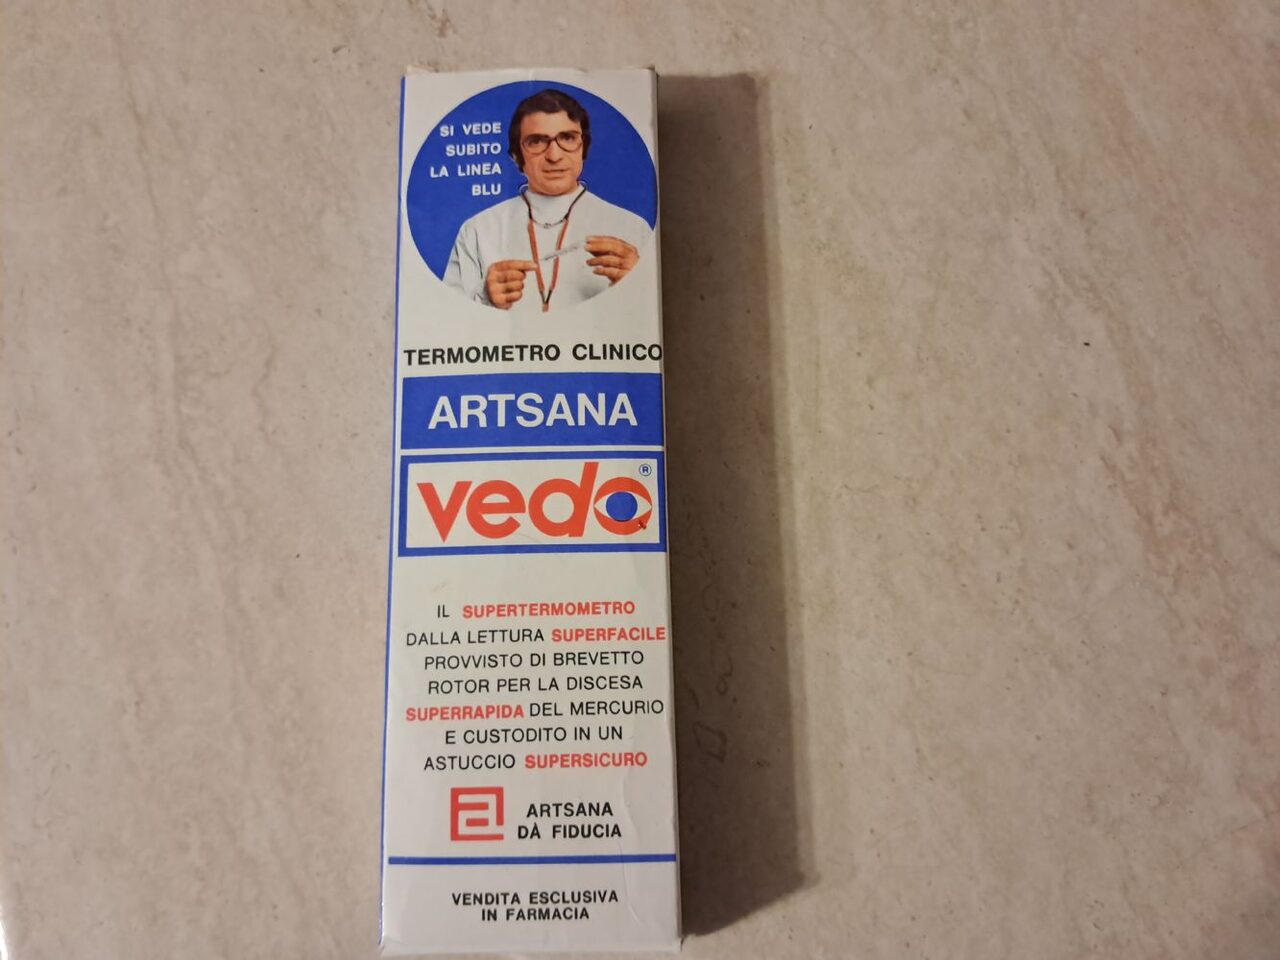 SI VEDE
SUBITO
LA LINEA
BLU
TERMOMETRO CLINICO
ARTSANA
vedo ®
IL SUPERTERMOMETRO
DALLA LETTURA SUPERFACILE
PROVVISTO DI BREVETTO
ROTOR PER LA DISCESA
SUPERRAPIDA DEL MERCURIO
E CUSTODITO IN UN
ASTUCCIO SUPERSICURO
ARTSANA
DÀ FIDUCIA
VENDITA ESCLUSIVA
IN FARMACIA